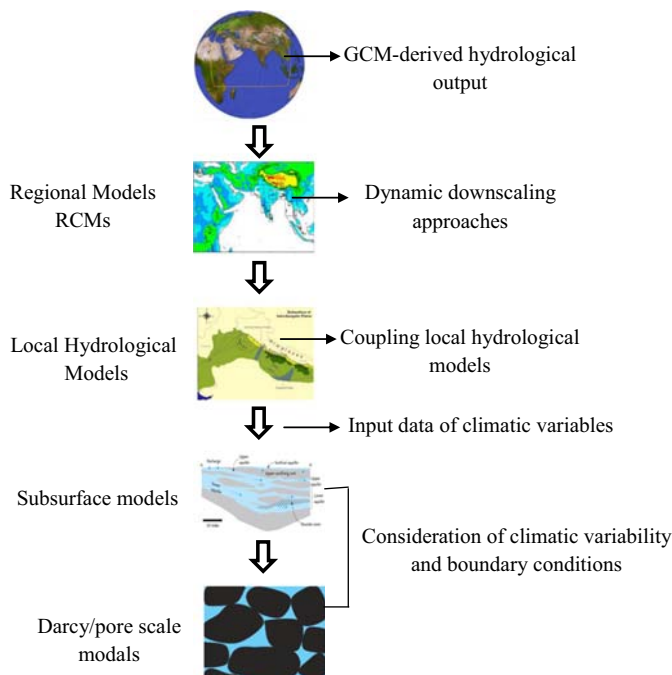 GCM-derived hydrological
output
Regional Models
RCMs
Dynamic downscaling
approaches
Local Hydrological
Models
Coupling local hydrological
models
Input data of climatic variables
Subsurface models
Consideration of climatic variability
and boundary conditions
Darcy/pore scale
modals